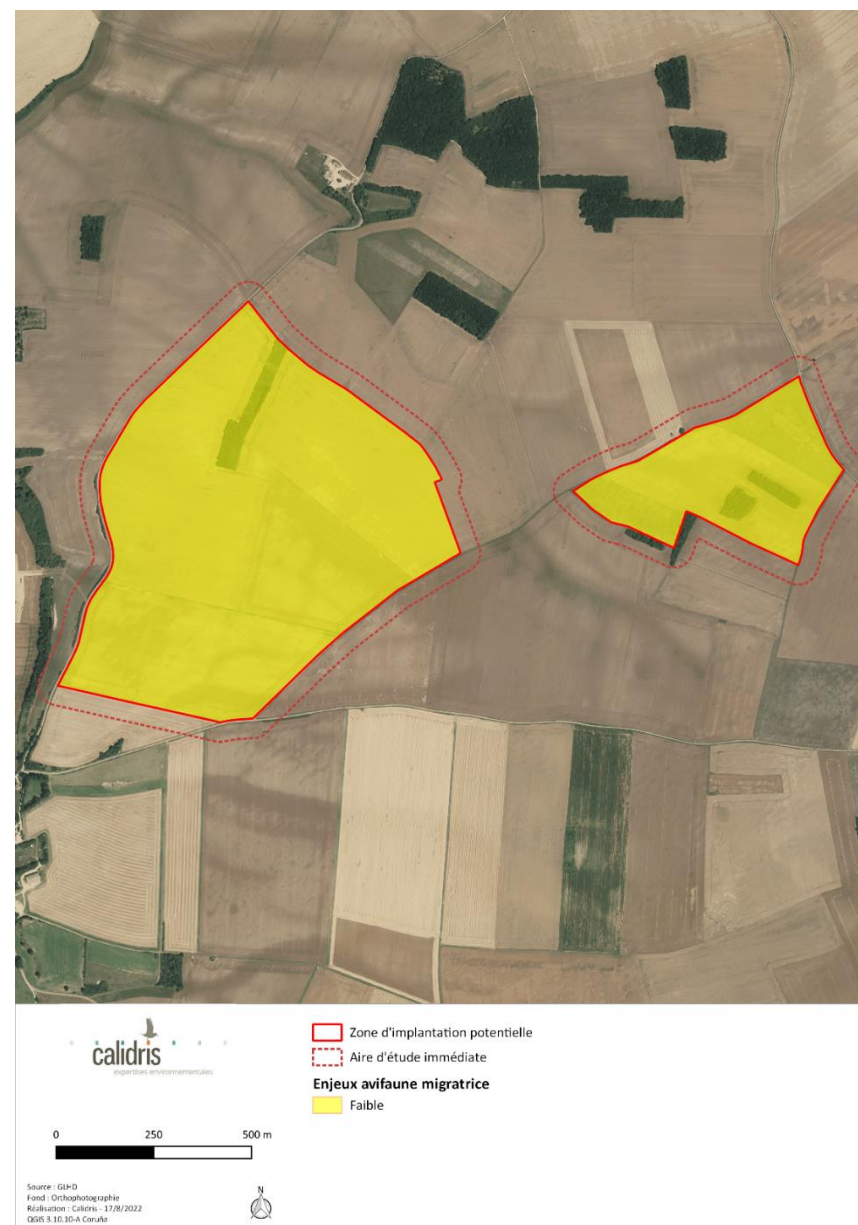 calidris
expertises environnementales
Zone d'implantation potentielle
Aire d'étude immédiate
Enjeux avifaune migratrice
Faible
0 250 500 m
Source : GLHD
Fond : Orthophotographie
Réalisation : Calidris - 17/8/2022
QGIS 3.10.10-A Coruña
N